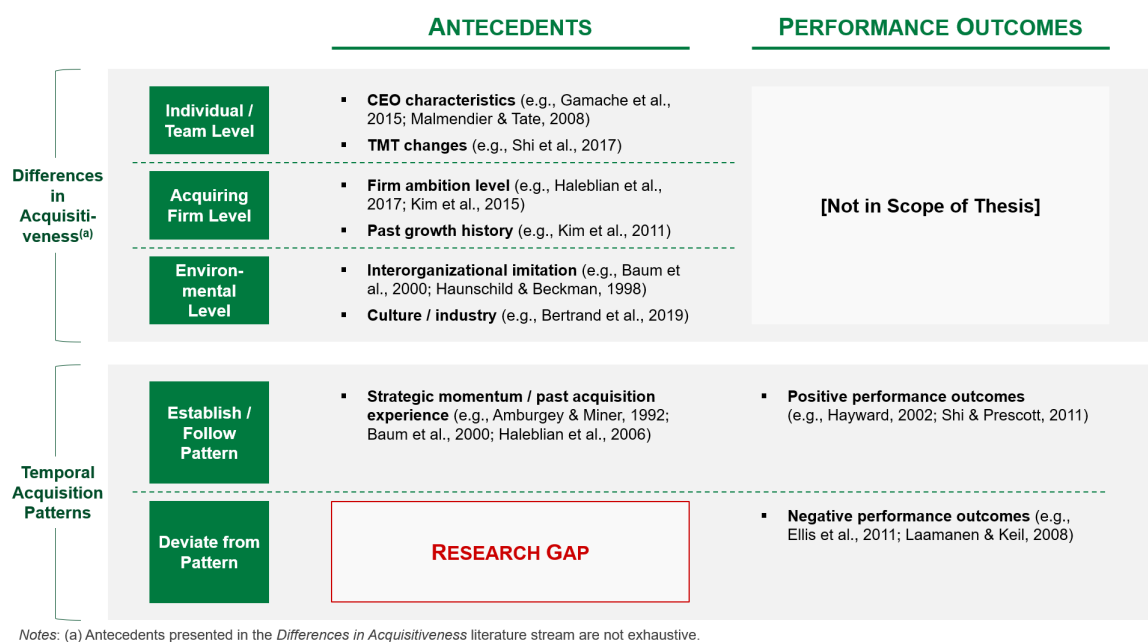 ANTECEDENTS
PERFORMANCE OUTCOMES
Differences
in
Acquisiti-
veness(a)
Individual /
Team Level
▪ CEO characteristics (e.g., Gamache et al.,
2015; Malmendier & Tate, 2008)
▪ TMT changes (e.g., Shi et al., 2017)
Acquiring
Firm Level
▪ Firm ambition level (e.g., Haleblian et al.,
2017; Kim et al., 2015)
▪ Past growth history (e.g., Kim et al., 2011)
Environ-
mental
Level
▪ Interorganizational imitation (e.g., Baum et
al., 2000; Haunschild & Beckman, 1998)
▪ Culture / industry (e.g., Bertrand et al., 2019)
[Not in Scope of Thesis]
Temporal
Acquisition
Patterns
Establish /
Follow
Pattern
▪ Strategic momentum / past acquisition
experience (e.g., Amburgey & Miner, 1992;
Baum et al., 2000; Haleblian et al., 2006)
▪ Positive performance outcomes
(e.g., Hayward, 2002; Shi & Prescott, 2011)
Deviate from
Pattern
RESEARCH GAP
▪ Negative performance outcomes (e.g.,
Ellis et al., 2011; Laamanen & Keil, 2008)
Notes: (a) Antecedents presented in the Differences in Acquisitiveness literature stream are not exhaustive.